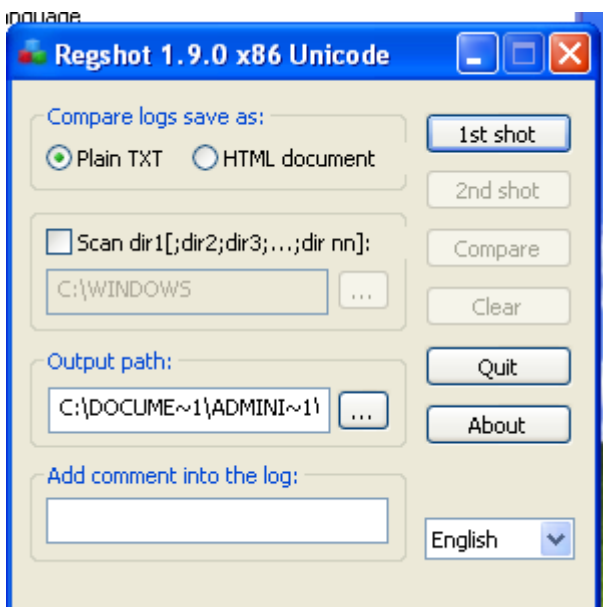 Regshot 1.9.0 x86 Unicode
Compare logs save as:
Plain TXT
HTML document
1st shot
2nd shot
Scan dir1[;dir2;dir3;...;dir nn]:
Compare
C:\WINDOWS
...
Clear
Output path:
Quit
C:\DOCUME~1\ADMINI~1\
...
About
Add comment into the log:
English